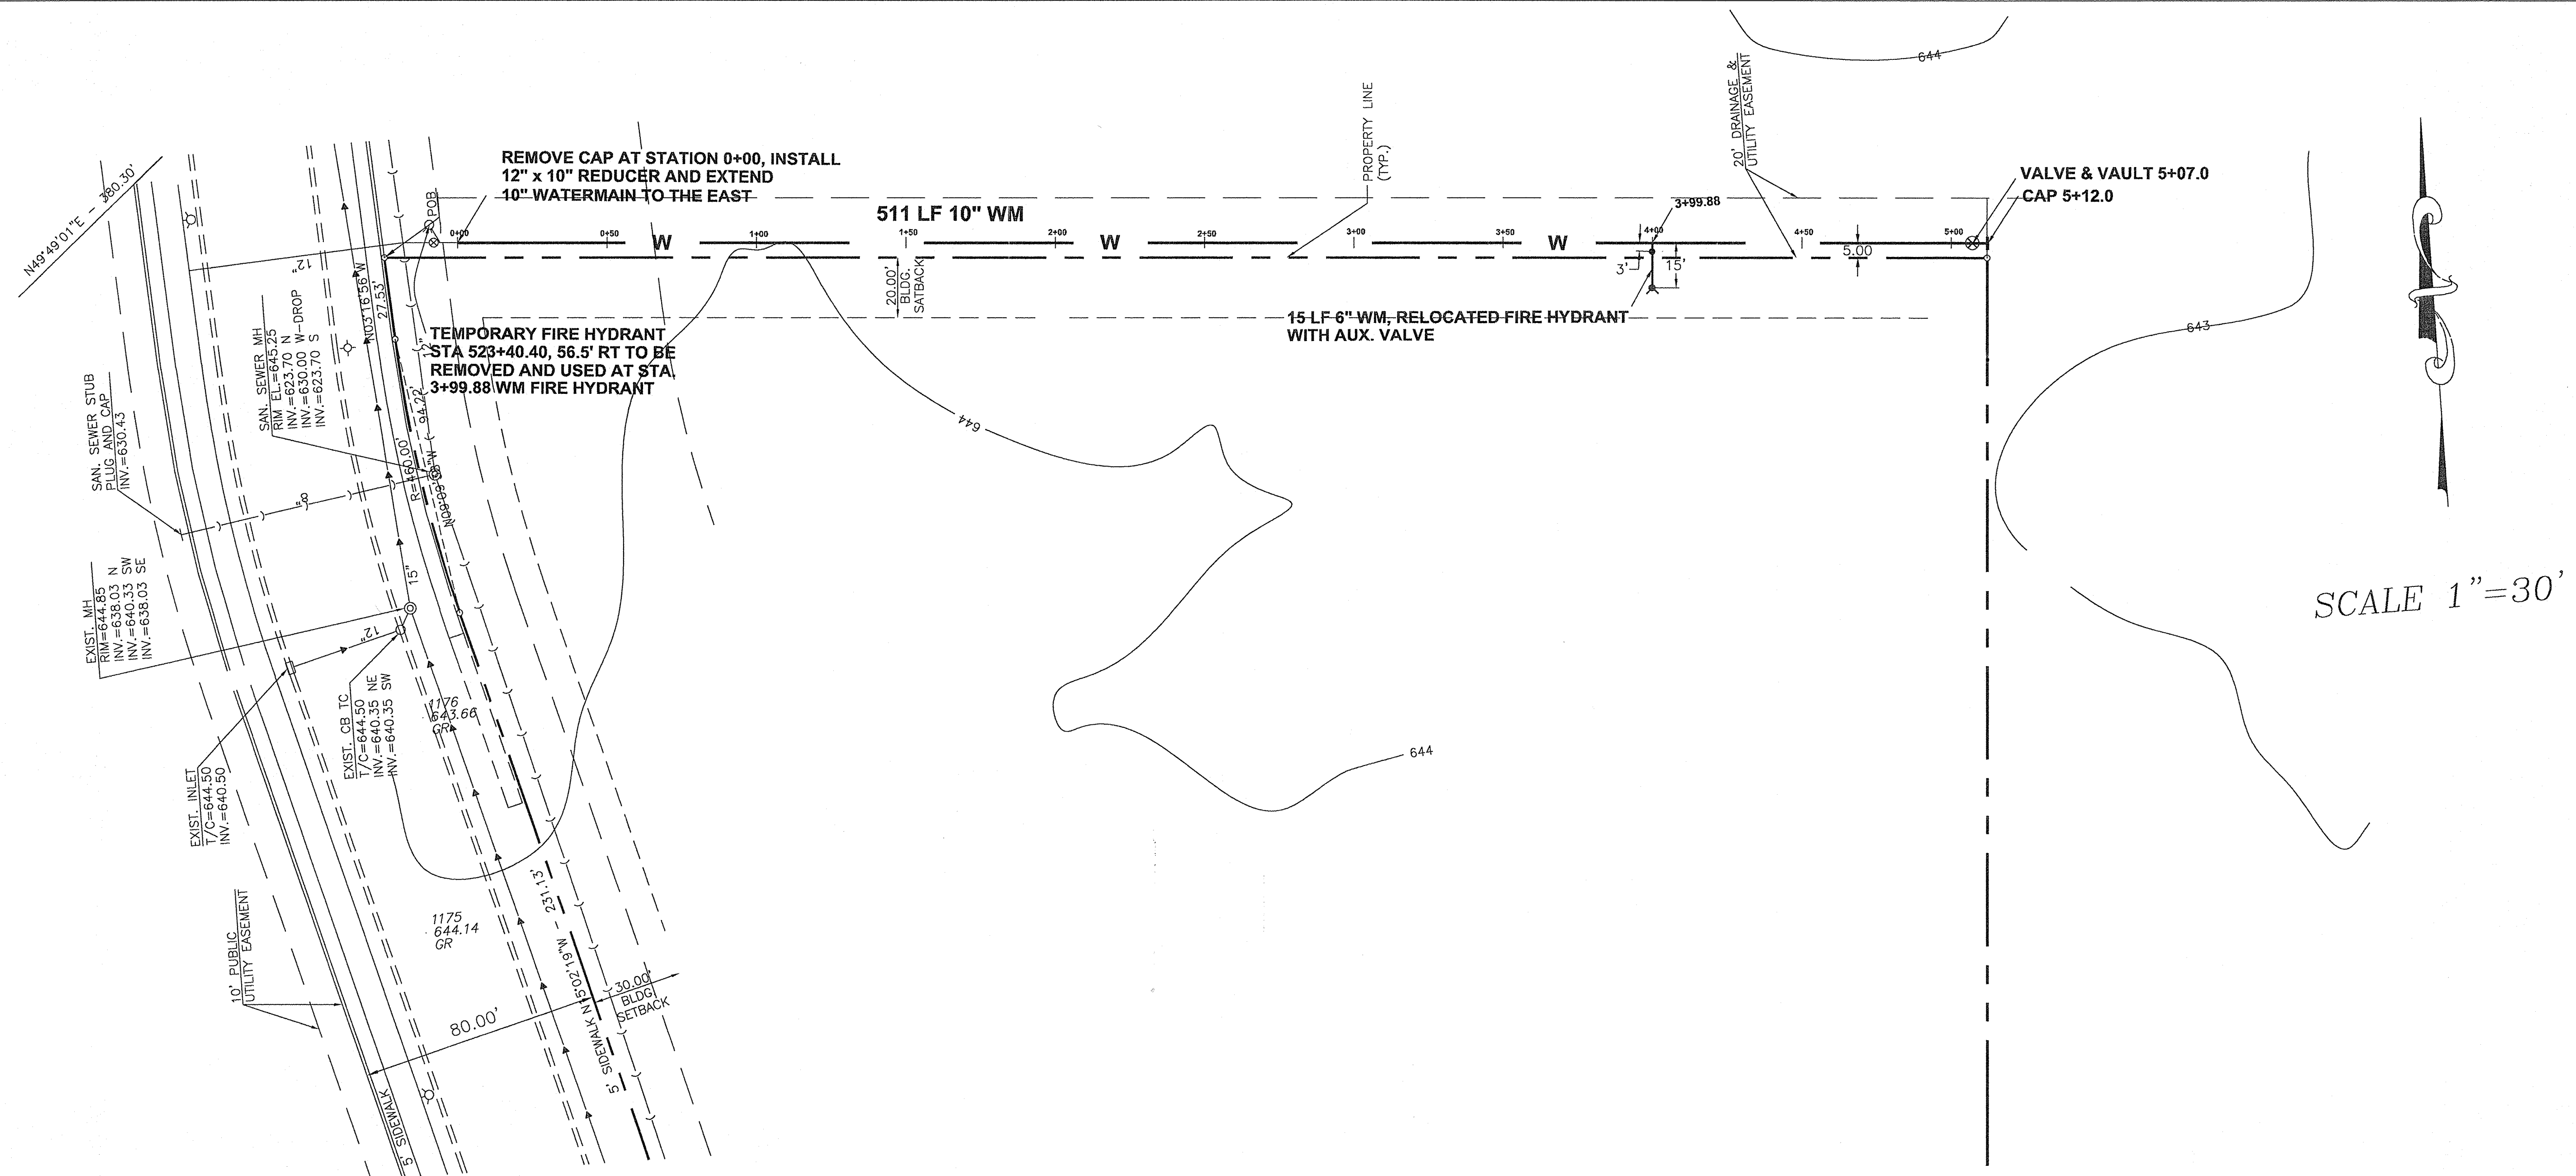 644
N49°49'01"E - 380.30'
REMOVE CAP AT STATION 0+00, INSTALL
12" x 10" REDUCER AND EXTEND
10" WATERMAIN TO THE EAST
POB
511 LF 10" WM
PROPERTY LINE
(TYP.)
20' DRAINAGE &
UTILITY EASEMENT
VALVE & VAULT 5+07.0
CAP 5+12.0
3+99.88
0+00
0+50
W
1+00
1+50
2+00
W
2+50
3+00
3+50
W
4+00
4+50
5+00
5.00
3'
15'
20.00'
BLDG.
SATBACK
12"
N03°16'56"W
27.53'
15 LF 6" WM, RELOCATED FIRE HYDRANT
WITH AUX. VALVE
643
TEMPORARY FIRE HYDRANT
STA 523+40.40, 56.5' RT TO BE
REMOVED AND USED AT STA.
3+99.88 WM FIRE HYDRANT
12"
SAN. SEWER MH
RIM EL.=645.25
INV.=623.70 N
INV.=630.00 W-DROP
INV.=623.70 S
SAN. SEWER STUB
PLUG AND CAP
INV.=630.43
94.22'
R=460.00'
644
8"
EXIST. MH
RIM=644.85
INV.=638.03 N
INV.=640.33 SW
INV.=638.03 SE
15"
12"
SCALE 1"=30'
EXIST. CB TC
T/C=644.50
INV.=640.35 NE
INV.=640.35 SW
1176
643.66
GR
644
EXIST. INLET
T/C=644.50
INV.=640.50
10' PUBLIC
UTILITY EASEMENT
1175
644.14
GR
5' SIDEWALK N15°02'19"W - 231.13'
30.00'
BLDG.
SETBACK
80.00'
5' SIDEWALK